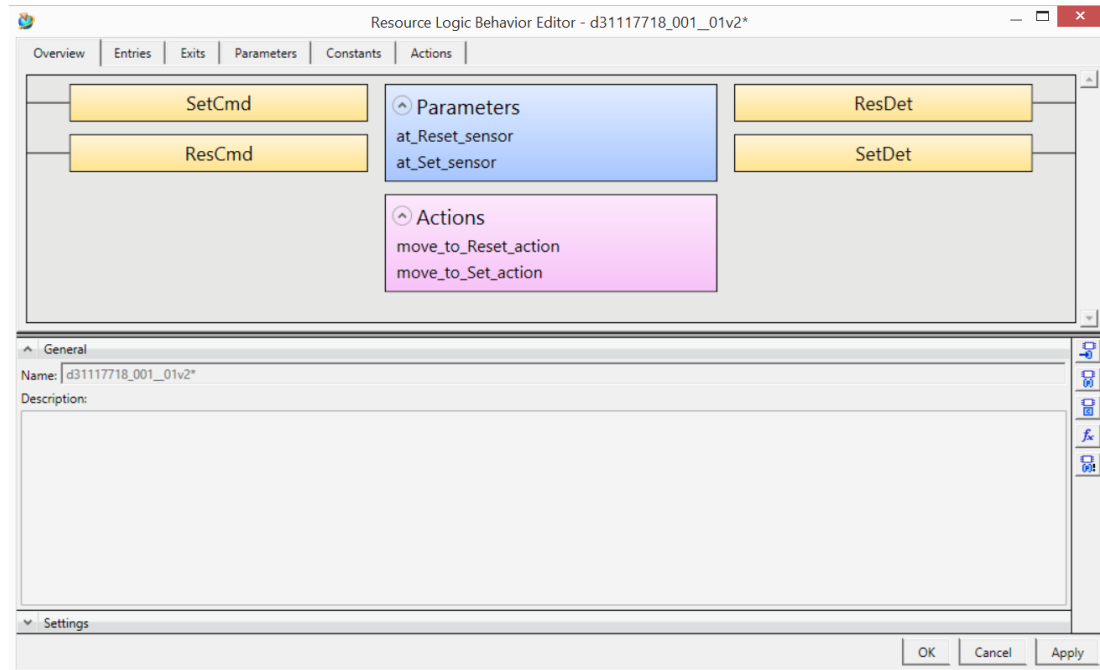 Resource Logic Behavior Editor - d31117718_001__01v2*
Overview Entries Exits Parameters Constants Actions
SetCmd
ResCmd
Parameters
at_Reset_sensor
at_Set_sensor
Actions
move_to_Reset_action
move_to_Set_action
ResDet
SetDet
General
Name: d31117718_001__01v2*
Description:
fx
Settings
OK Cancel Apply